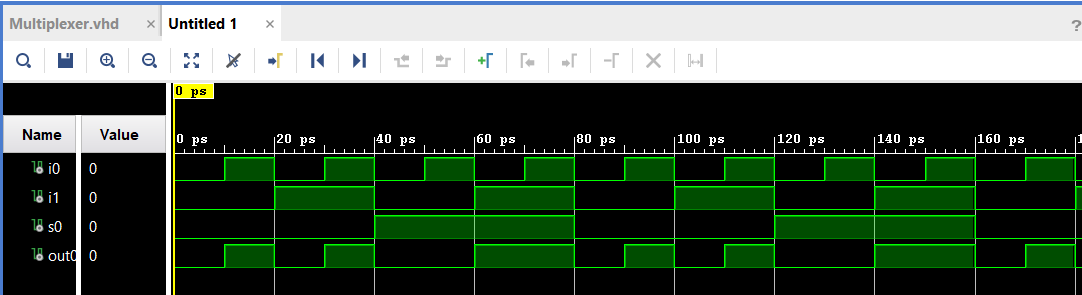 Multiplexer.vhd × Untitled 1 ×
?
0 ps
Name Value
0 ps 20 ps 40 ps 60 ps 80 ps 100 ps 120 ps 140 ps 160 ps
i0 0
i1 0
s0 0
out0 0